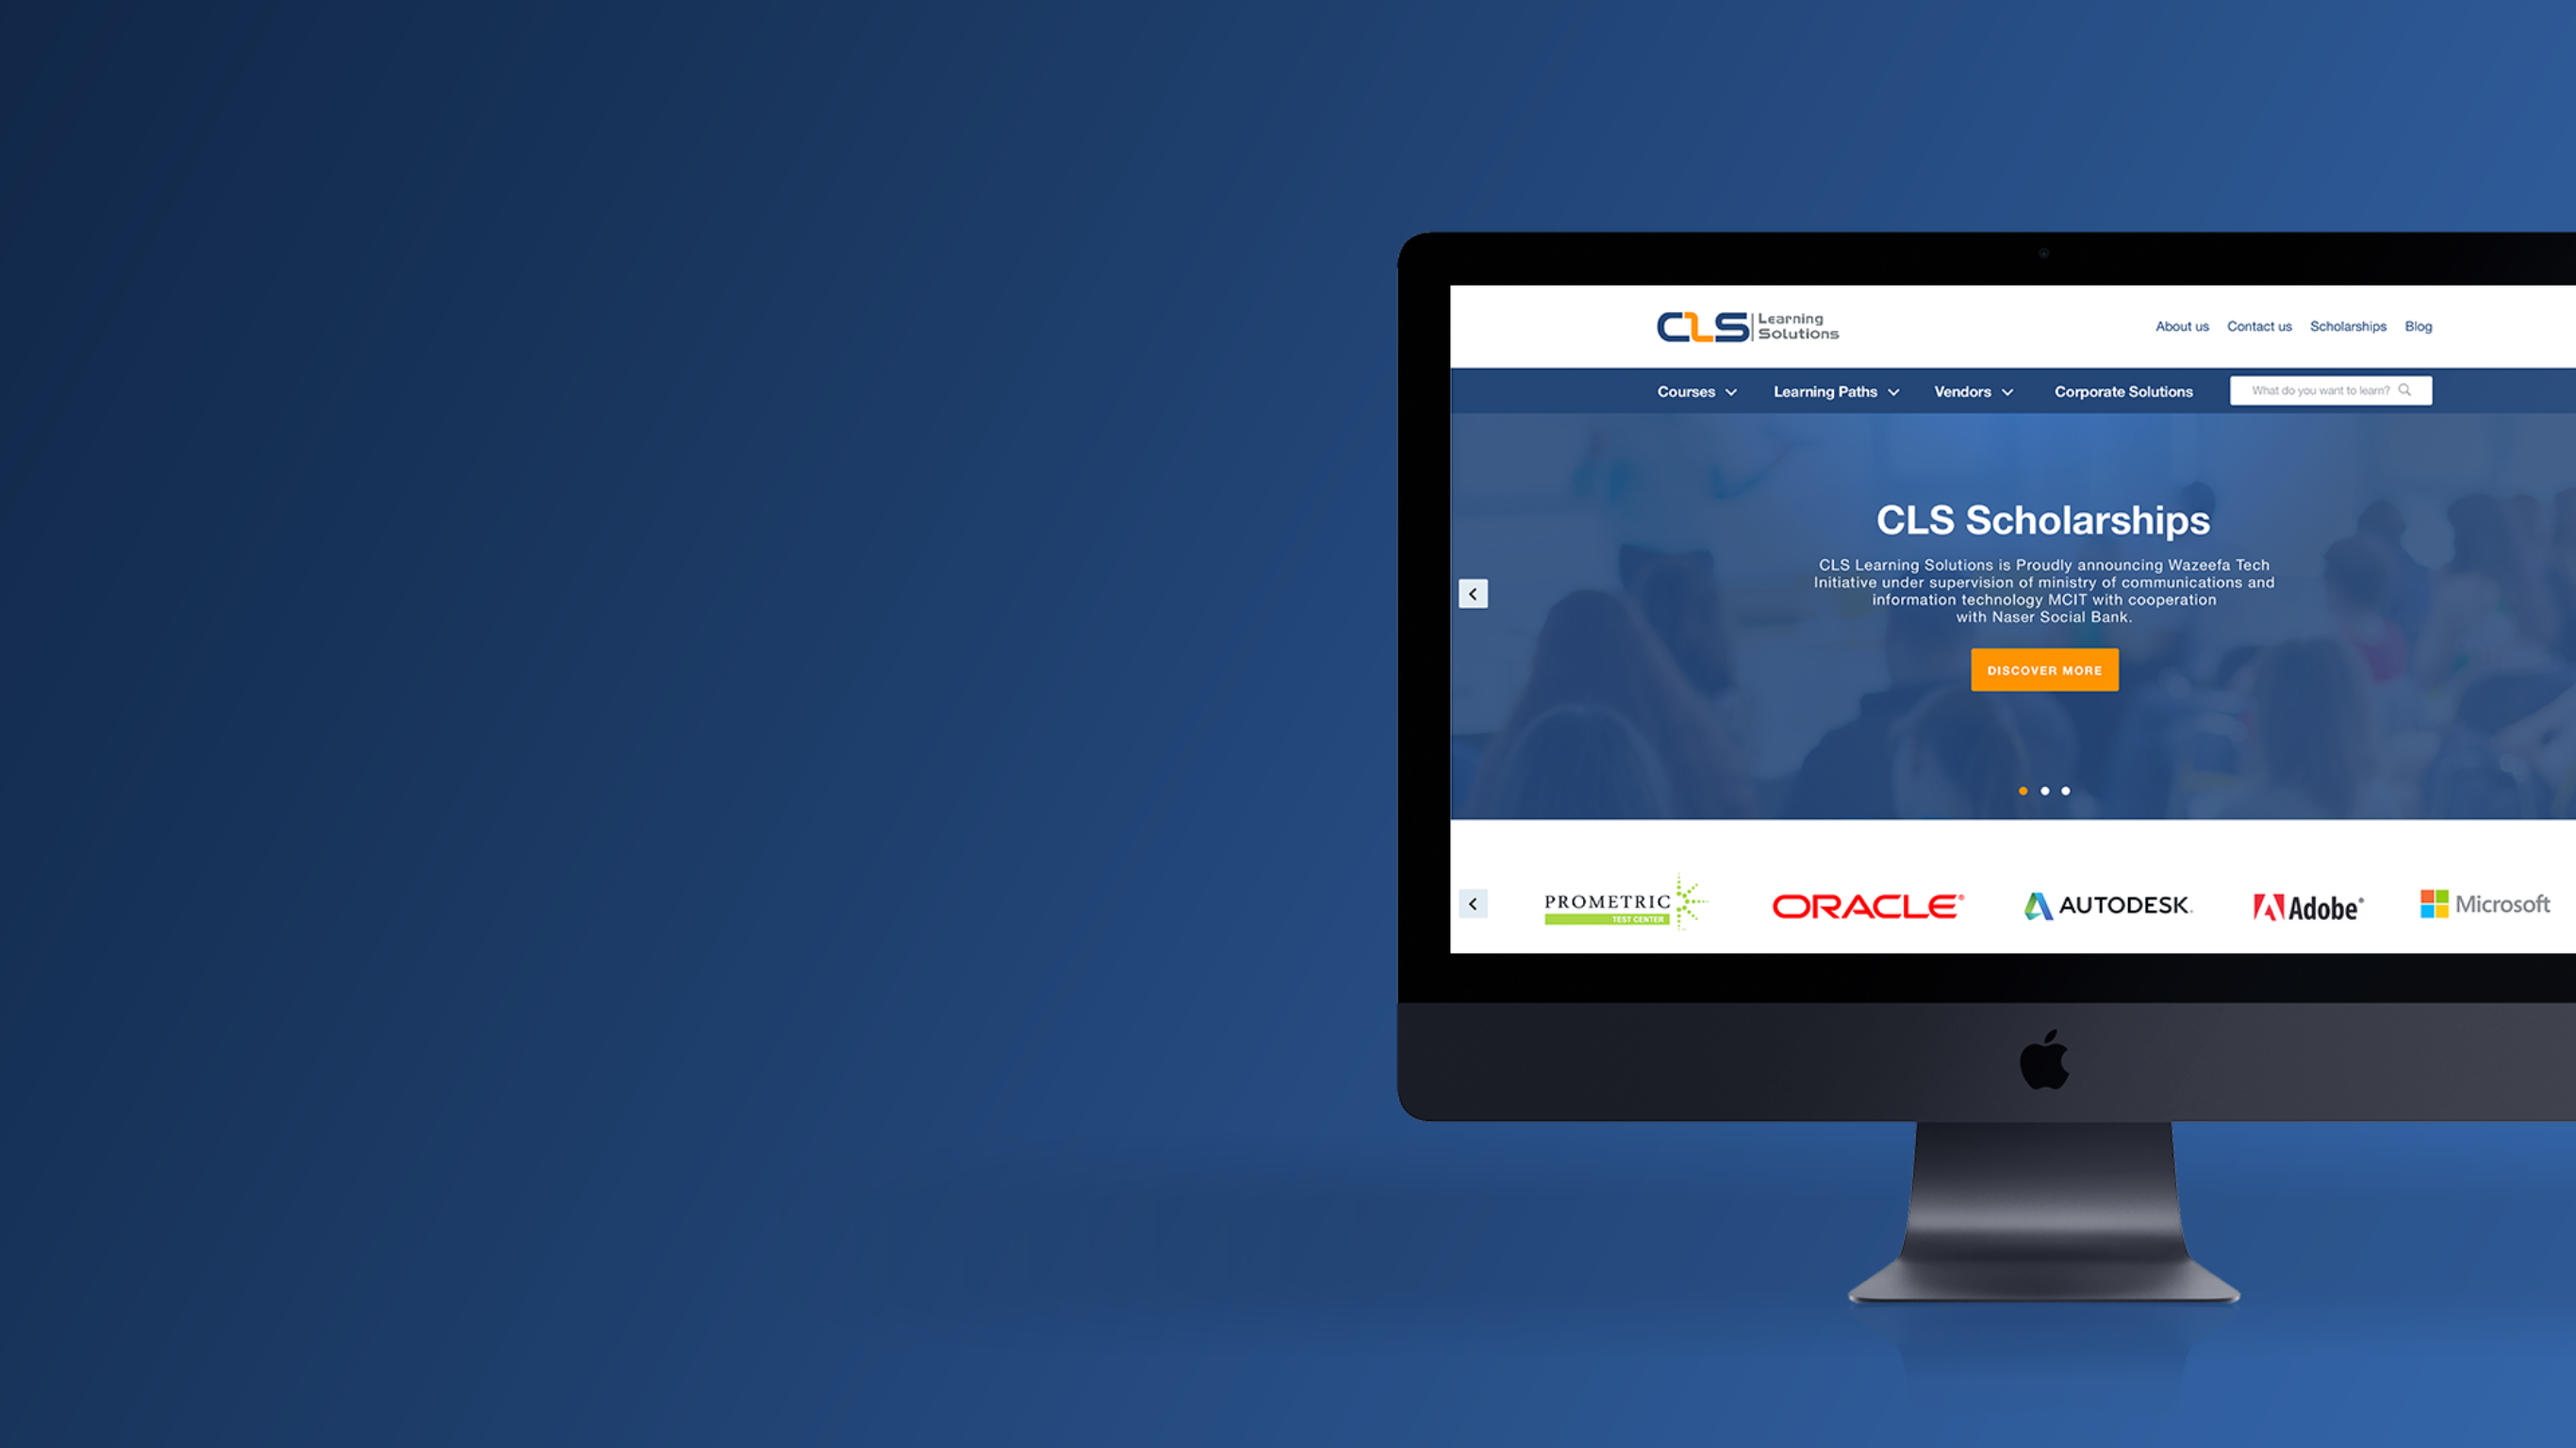 CLS Learning Solutions
About us Contact us Scholarships Blog
Courses Learning Paths Vendors Corporate Solutions What do you want to learn?
CLS Scholarships
CLS Learning Solutions is Proudly announcing Wazeefa Tech
Initiative under supervision of ministry of communications and
information technology MCIT with cooperation
with Naser Social Bank.
DISCOVER MORE
PROMETRIC
TEST CENTER
ORACLE®
AUTODESK.
Adobe®
Microsoft